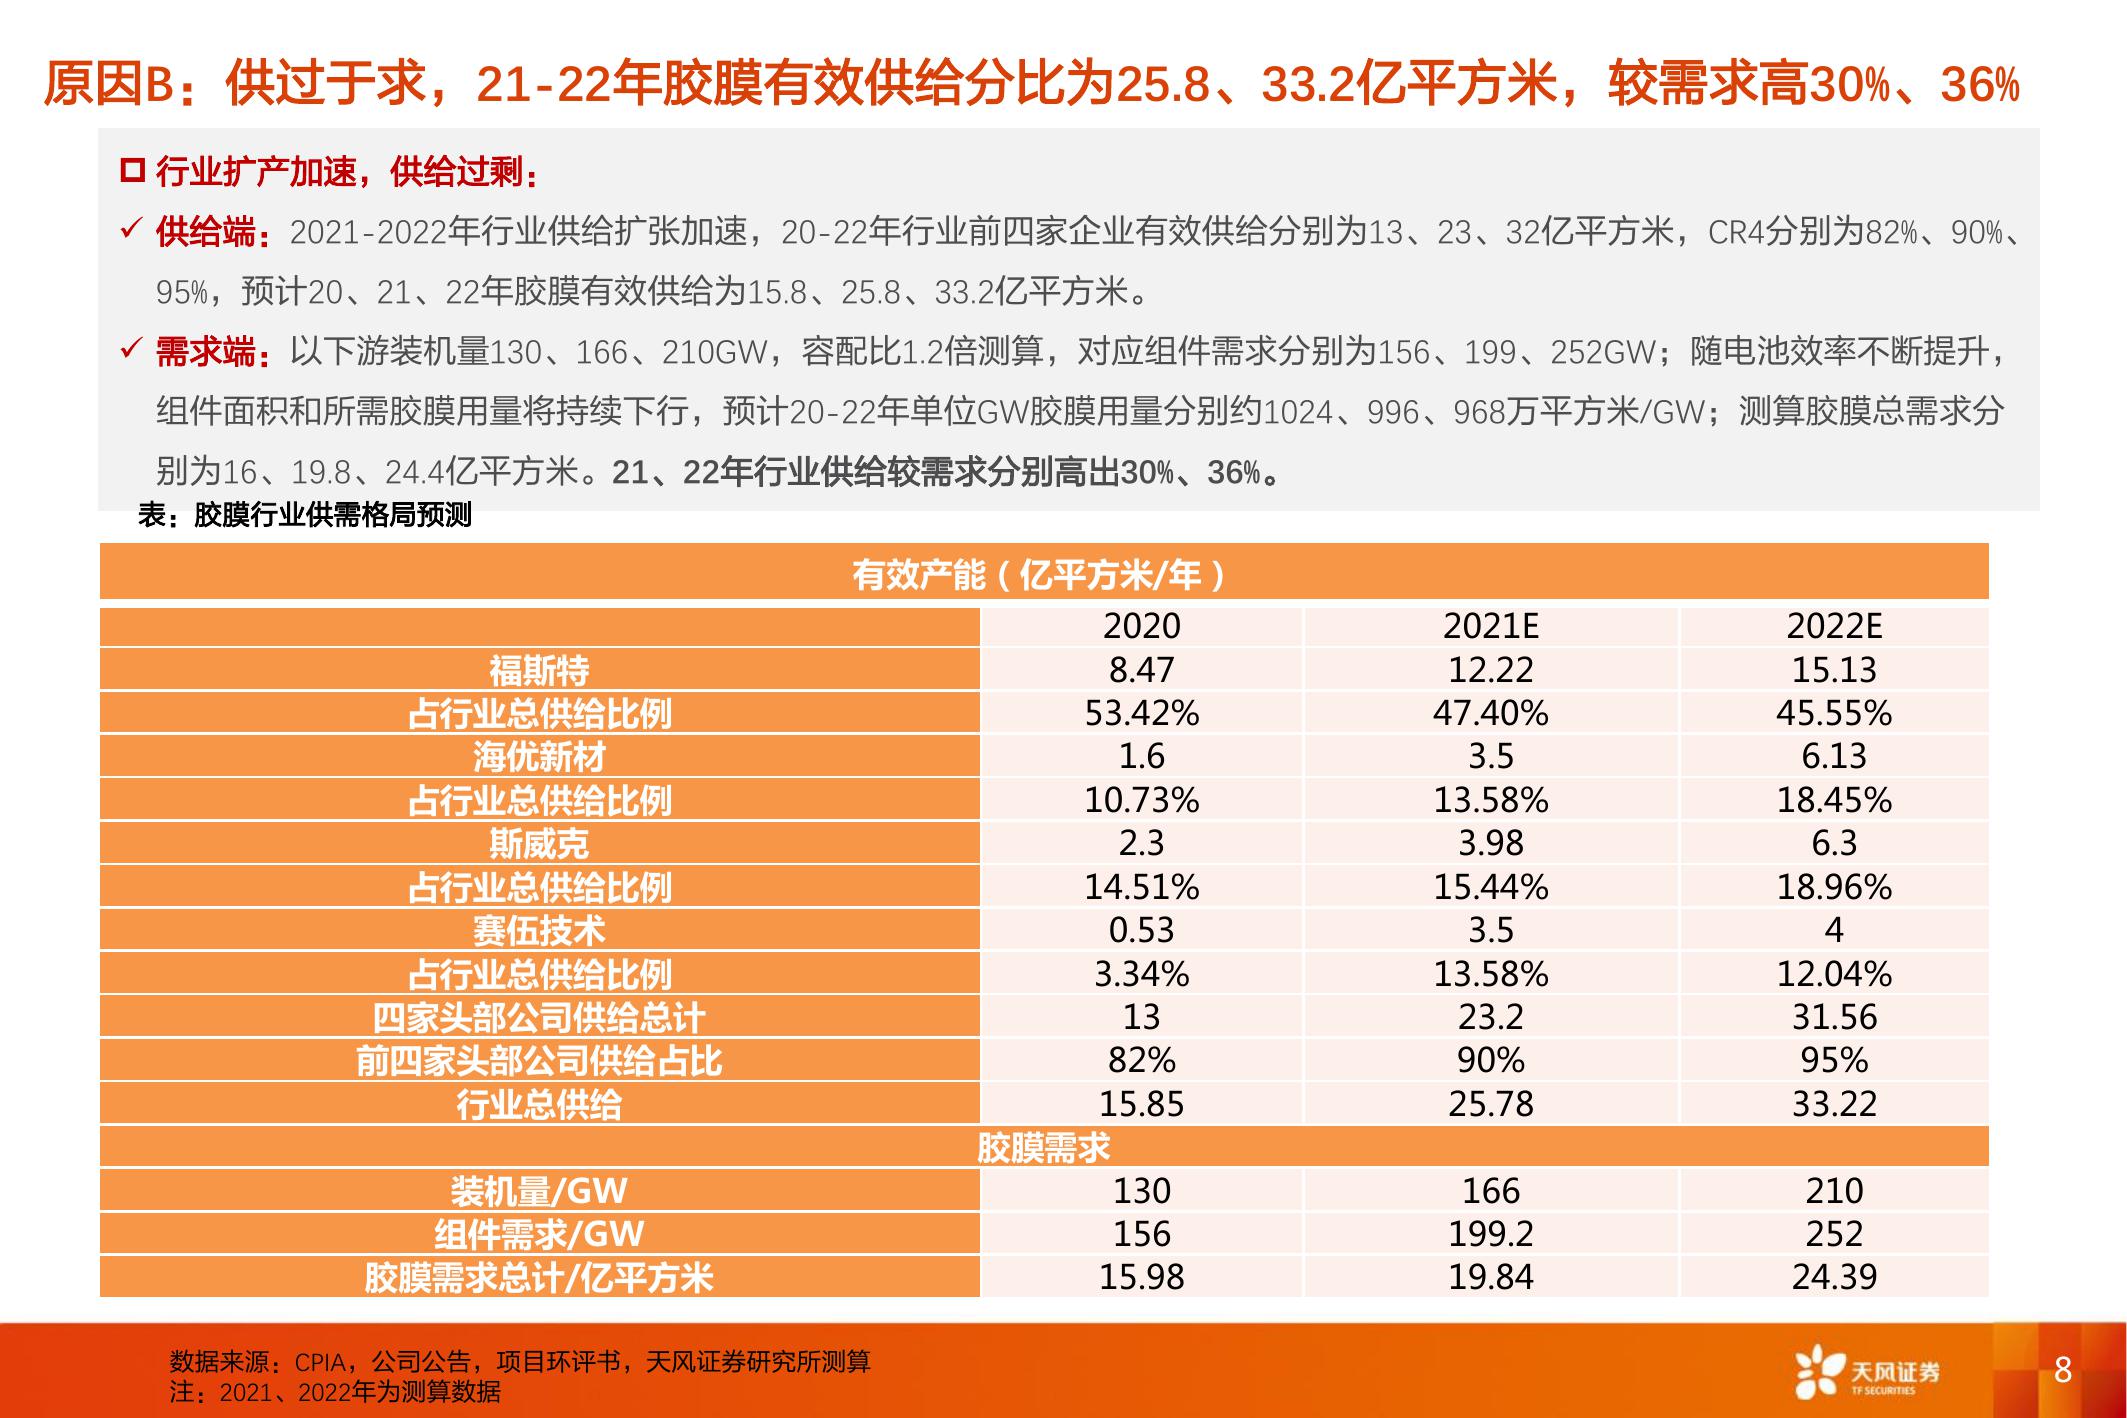 原因B：供过于求，21-22年胶膜有效供给分比为25.8、33.2亿平方米，较需求高30%、36%
行业扩产加速，供给过剩：
供给端：2021-2022年行业供给扩张加速，20-22年行业前四家企业有效供给分别为13、23、32亿平方米，CR4分别为82%、90%、
95%，预计20、21、22年胶膜有效供给为15.8、25.8、33.2亿平方米。
需求端：以下游装机量130、166、210GW，容配比1.2倍测算，对应组件需求分别为156、199、252GW；随电池效率不断提升，
组件面积和所需胶膜用量将持续下行，预计20-22年单位GW胶膜用量分别约1024、996、968万平方米/GW；测算胶膜总需求分
别为16、19.8、24.4亿平方米。21、22年行业供给较需求分别高出30%、36%。
表：胶膜行业供需格局预测
有效产能（亿平方米/年）
2020 2021E 2022E
福斯特 8.47 12.22 15.13
占行业总供给比例 53.42% 47.40% 45.55%
海优新材 1.6 3.5 6.13
占行业总供给比例 10.73% 13.58% 18.45%
斯威克 2.3 3.98 6.3
占行业总供给比例 14.51% 15.44% 18.96%
赛伍技术 0.53 3.5 4
占行业总供给比例 3.34% 13.58% 12.04%
四家头部公司供给总计 13 23.2 31.56
前四家头部公司供给占比 82% 90% 95%
行业总供给 15.85 25.78 33.22
胶膜需求
装机量/GW 130 166 210
组件需求/GW 156 199.2 252
胶膜需求总计/亿平方米 15.98 19.84 24.39
数据来源：CPIA，公司公告，项目环评书，天风证券研究所测算
注：2021、2022年为测算数据
天风证券
TF SECURITIES
8